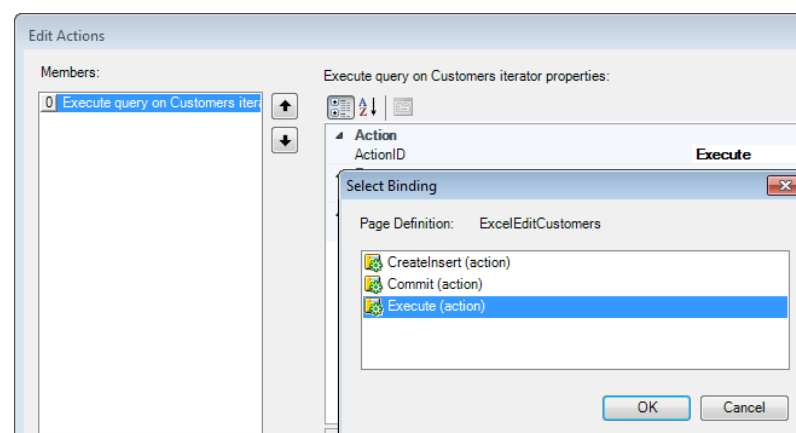 Edit Actions
Members:
Execute query on Customers iterator properties:
0 Execute query on Customers iter
Action
ActionID Execute
Select Binding
Page Definition: ExcelEditCustomers
CreateInsert (action)
Commit (action)
Execute (action)
OK Cancel